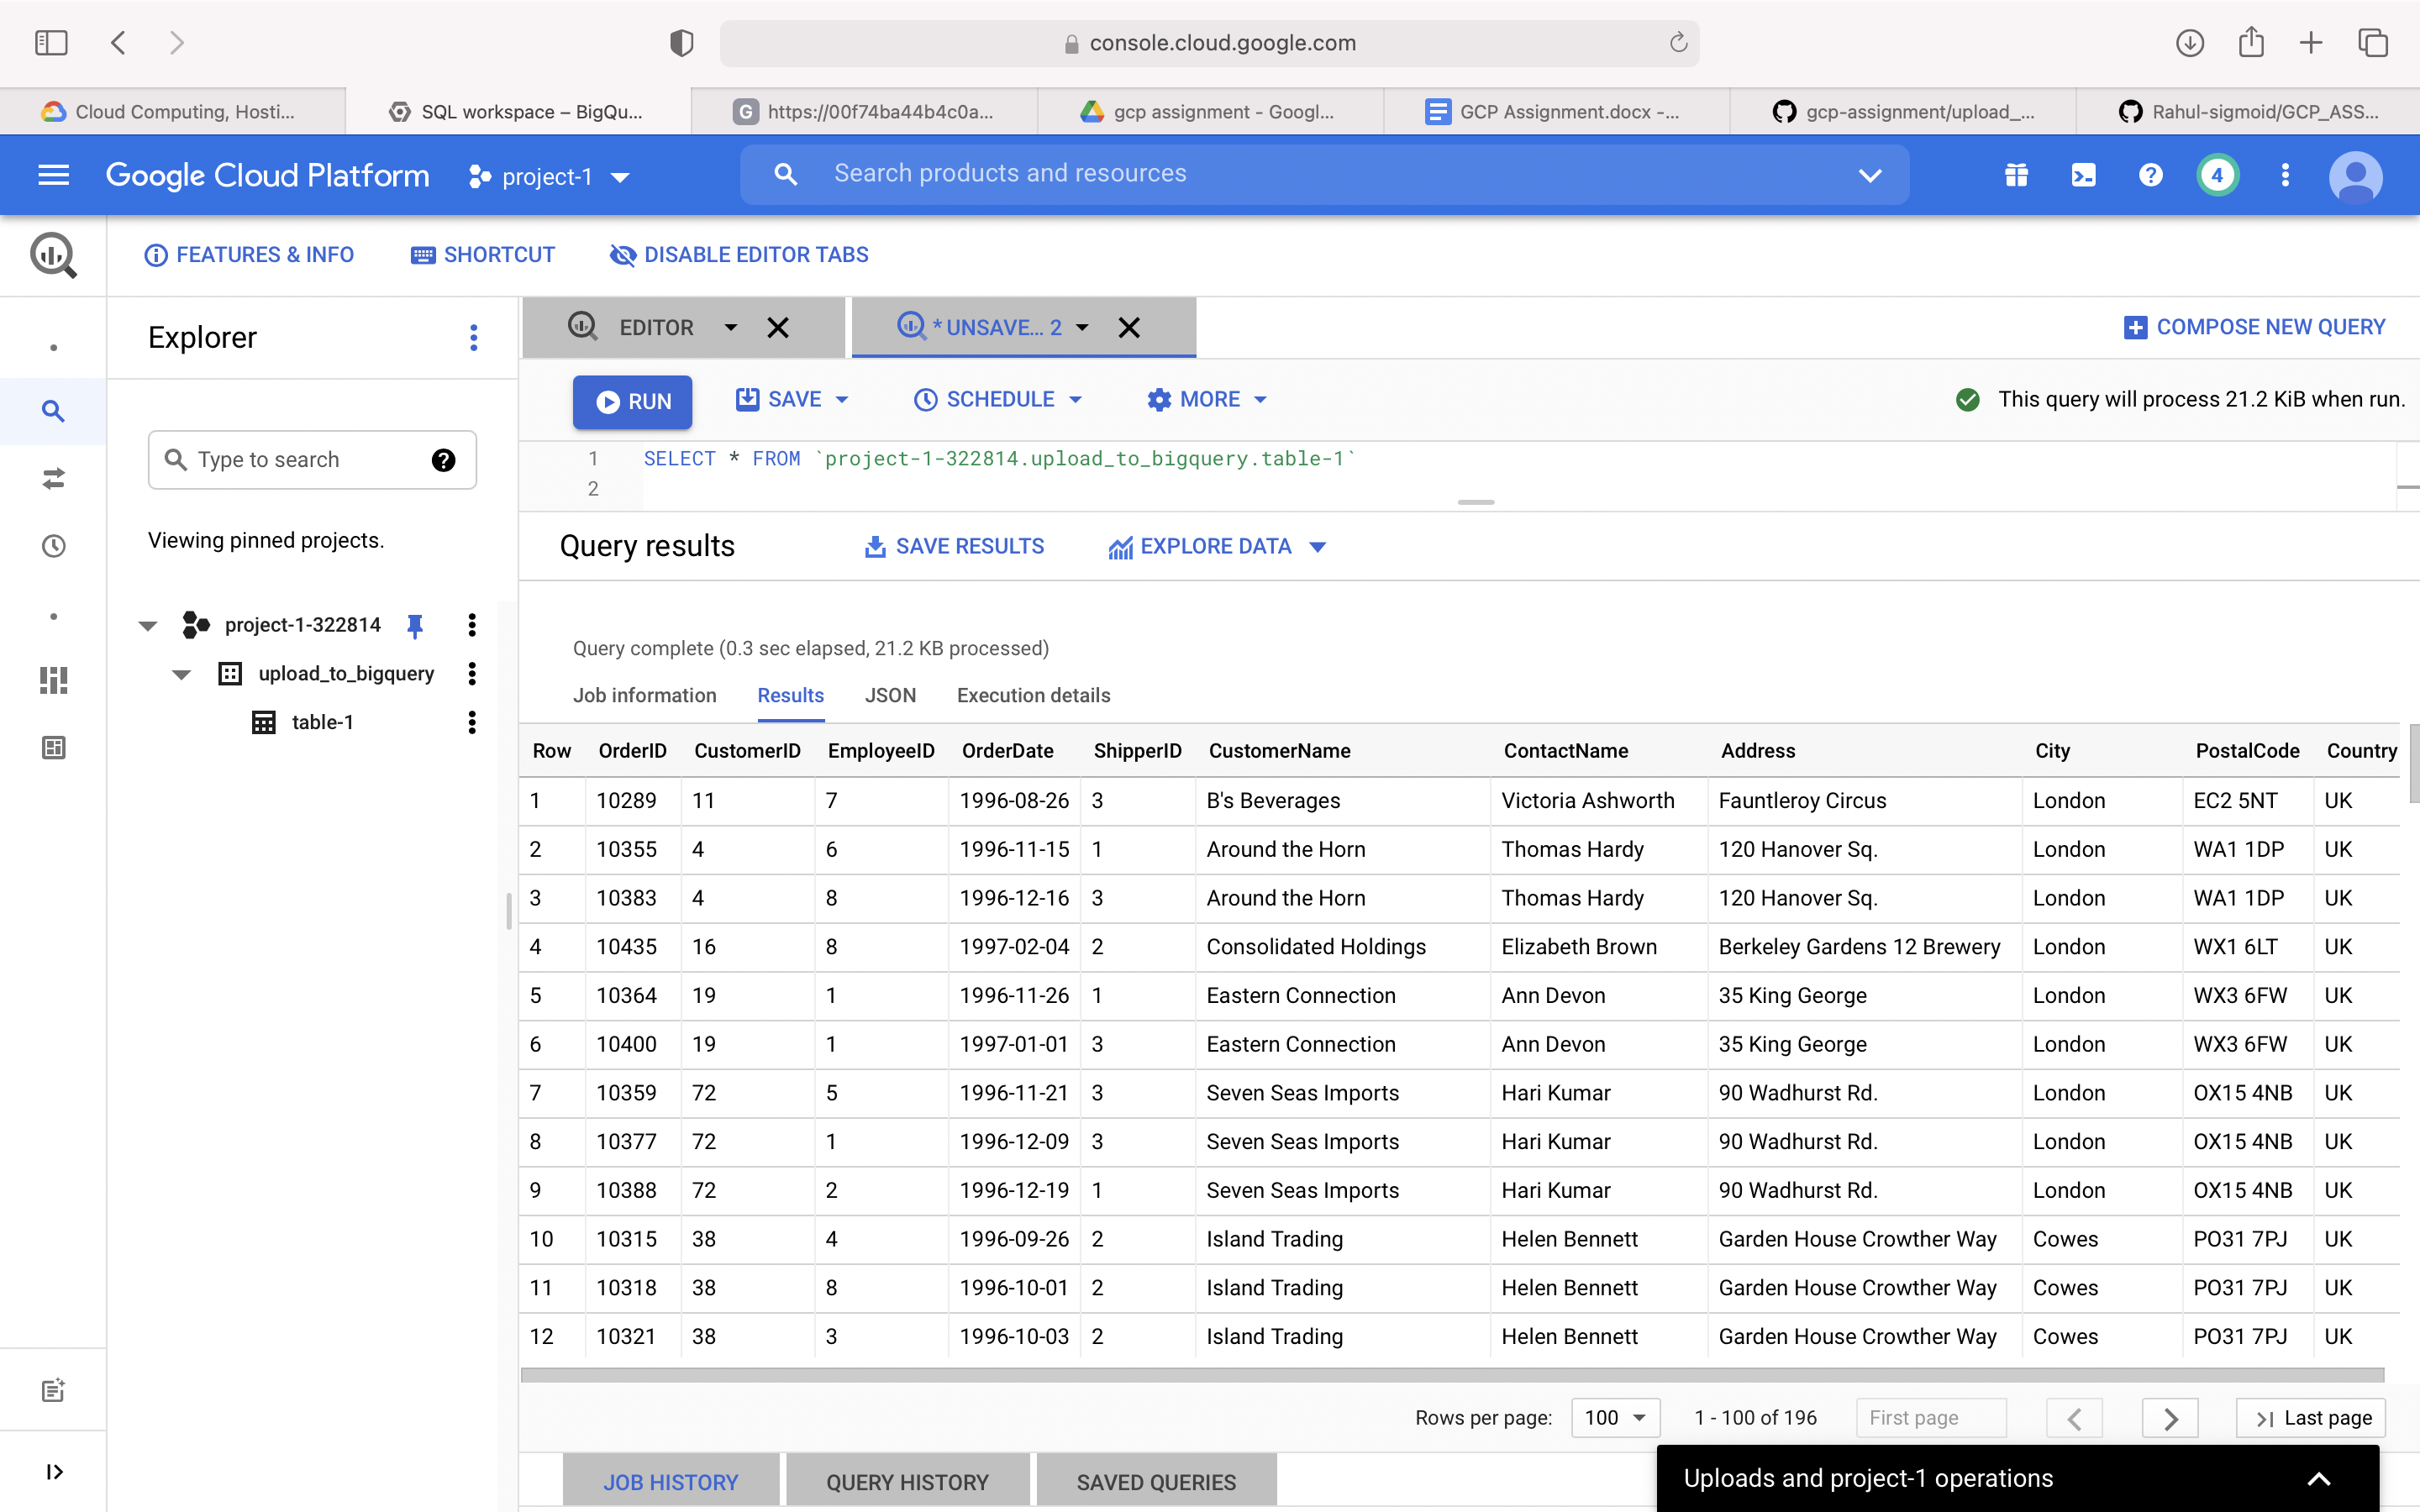 console.cloud.google.com
Cloud Computing, Hosti...
SQL workspace – BigQu...
G https://00f74ba44b4c0a...
gcp assignment - Googl...
GCP Assignment.docx -...
gcp-assignment/upload_...
Rahul-sigmoid/GCP_ASS...
Google Cloud Platform project-1 Search products and resources 4
FEATURES & INFO SHORTCUT DISABLE EDITOR TABS
Explorer
EDITOR * UNSAVE... 2 COMPOSE NEW QUERY
RUN SAVE SCHEDULE MORE This query will process 21.2 KiB when run.
Type to search
1 SELECT * FROM `project-1-322814.upload_to_bigquery.table-1`
2
Viewing pinned projects.
Query results SAVE RESULTS EXPLORE DATA
project-1-322814
upload_to_bigquery
table-1
Query complete (0.3 sec elapsed, 21.2 KB processed)
Job information Results JSON Execution details
Row OrderID CustomerID EmployeeID OrderDate ShipperID CustomerName ContactName Address City PostalCode Country
1 10289 11 7 1996-08-26 3 B's Beverages Victoria Ashworth Fauntleroy Circus London EC2 5NT UK
2 10355 4 6 1996-11-15 1 Around the Horn Thomas Hardy 120 Hanover Sq. London WA1 1DP UK
3 10383 4 8 1996-12-16 3 Around the Horn Thomas Hardy 120 Hanover Sq. London WA1 1DP UK
4 10435 16 8 1997-02-04 2 Consolidated Holdings Elizabeth Brown Berkeley Gardens 12 Brewery London WX1 6LT UK
5 10364 19 1 1996-11-26 1 Eastern Connection Ann Devon 35 King George London WX3 6FW UK
6 10400 19 1 1997-01-01 3 Eastern Connection Ann Devon 35 King George London WX3 6FW UK
7 10359 72 5 1996-11-21 3 Seven Seas Imports Hari Kumar 90 Wadhurst Rd. London OX15 4NB UK
8 10377 72 1 1996-12-09 3 Seven Seas Imports Hari Kumar 90 Wadhurst Rd. London OX15 4NB UK
9 10388 72 2 1996-12-19 1 Seven Seas Imports Hari Kumar 90 Wadhurst Rd. London OX15 4NB UK
10 10315 38 4 1996-09-26 2 Island Trading Helen Bennett Garden House Crowther Way Cowes PO31 7PJ UK
11 10318 38 8 1996-10-01 2 Island Trading Helen Bennett Garden House Crowther Way Cowes PO31 7PJ UK
12 10321 38 3 1996-10-03 2 Island Trading Helen Bennett Garden House Crowther Way Cowes PO31 7PJ UK
Rows per page: 100 1 - 100 of 196 First page Last page
JOB HISTORY QUERY HISTORY SAVED QUERIES
Uploads and project-1 operations